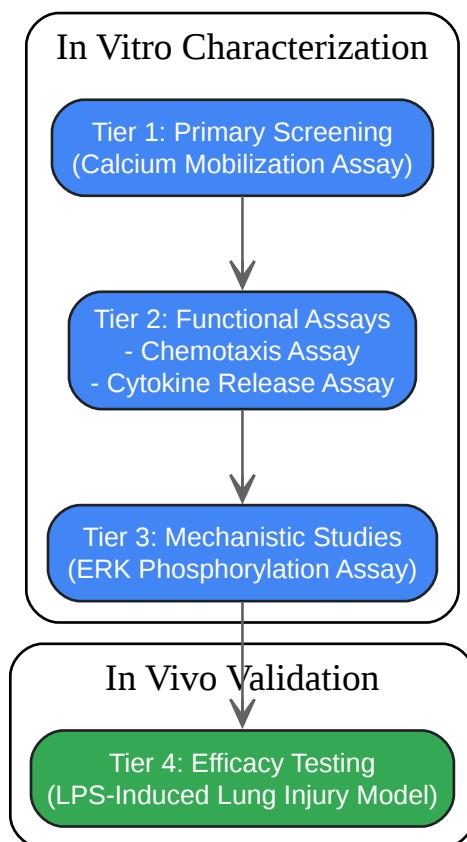 In Vitro Characterization
Tier 1: Primary Screening
(Calcium Mobilization Assay)
Tier 2: Functional Assays
- Chemotaxis Assay
- Cytokine Release Assay
Tier 3: Mechanistic Studies
(ERK Phosphorylation Assay)
In Vivo Validation
Tier 4: Efficacy Testing
(LPS-Induced Lung Injury Model)